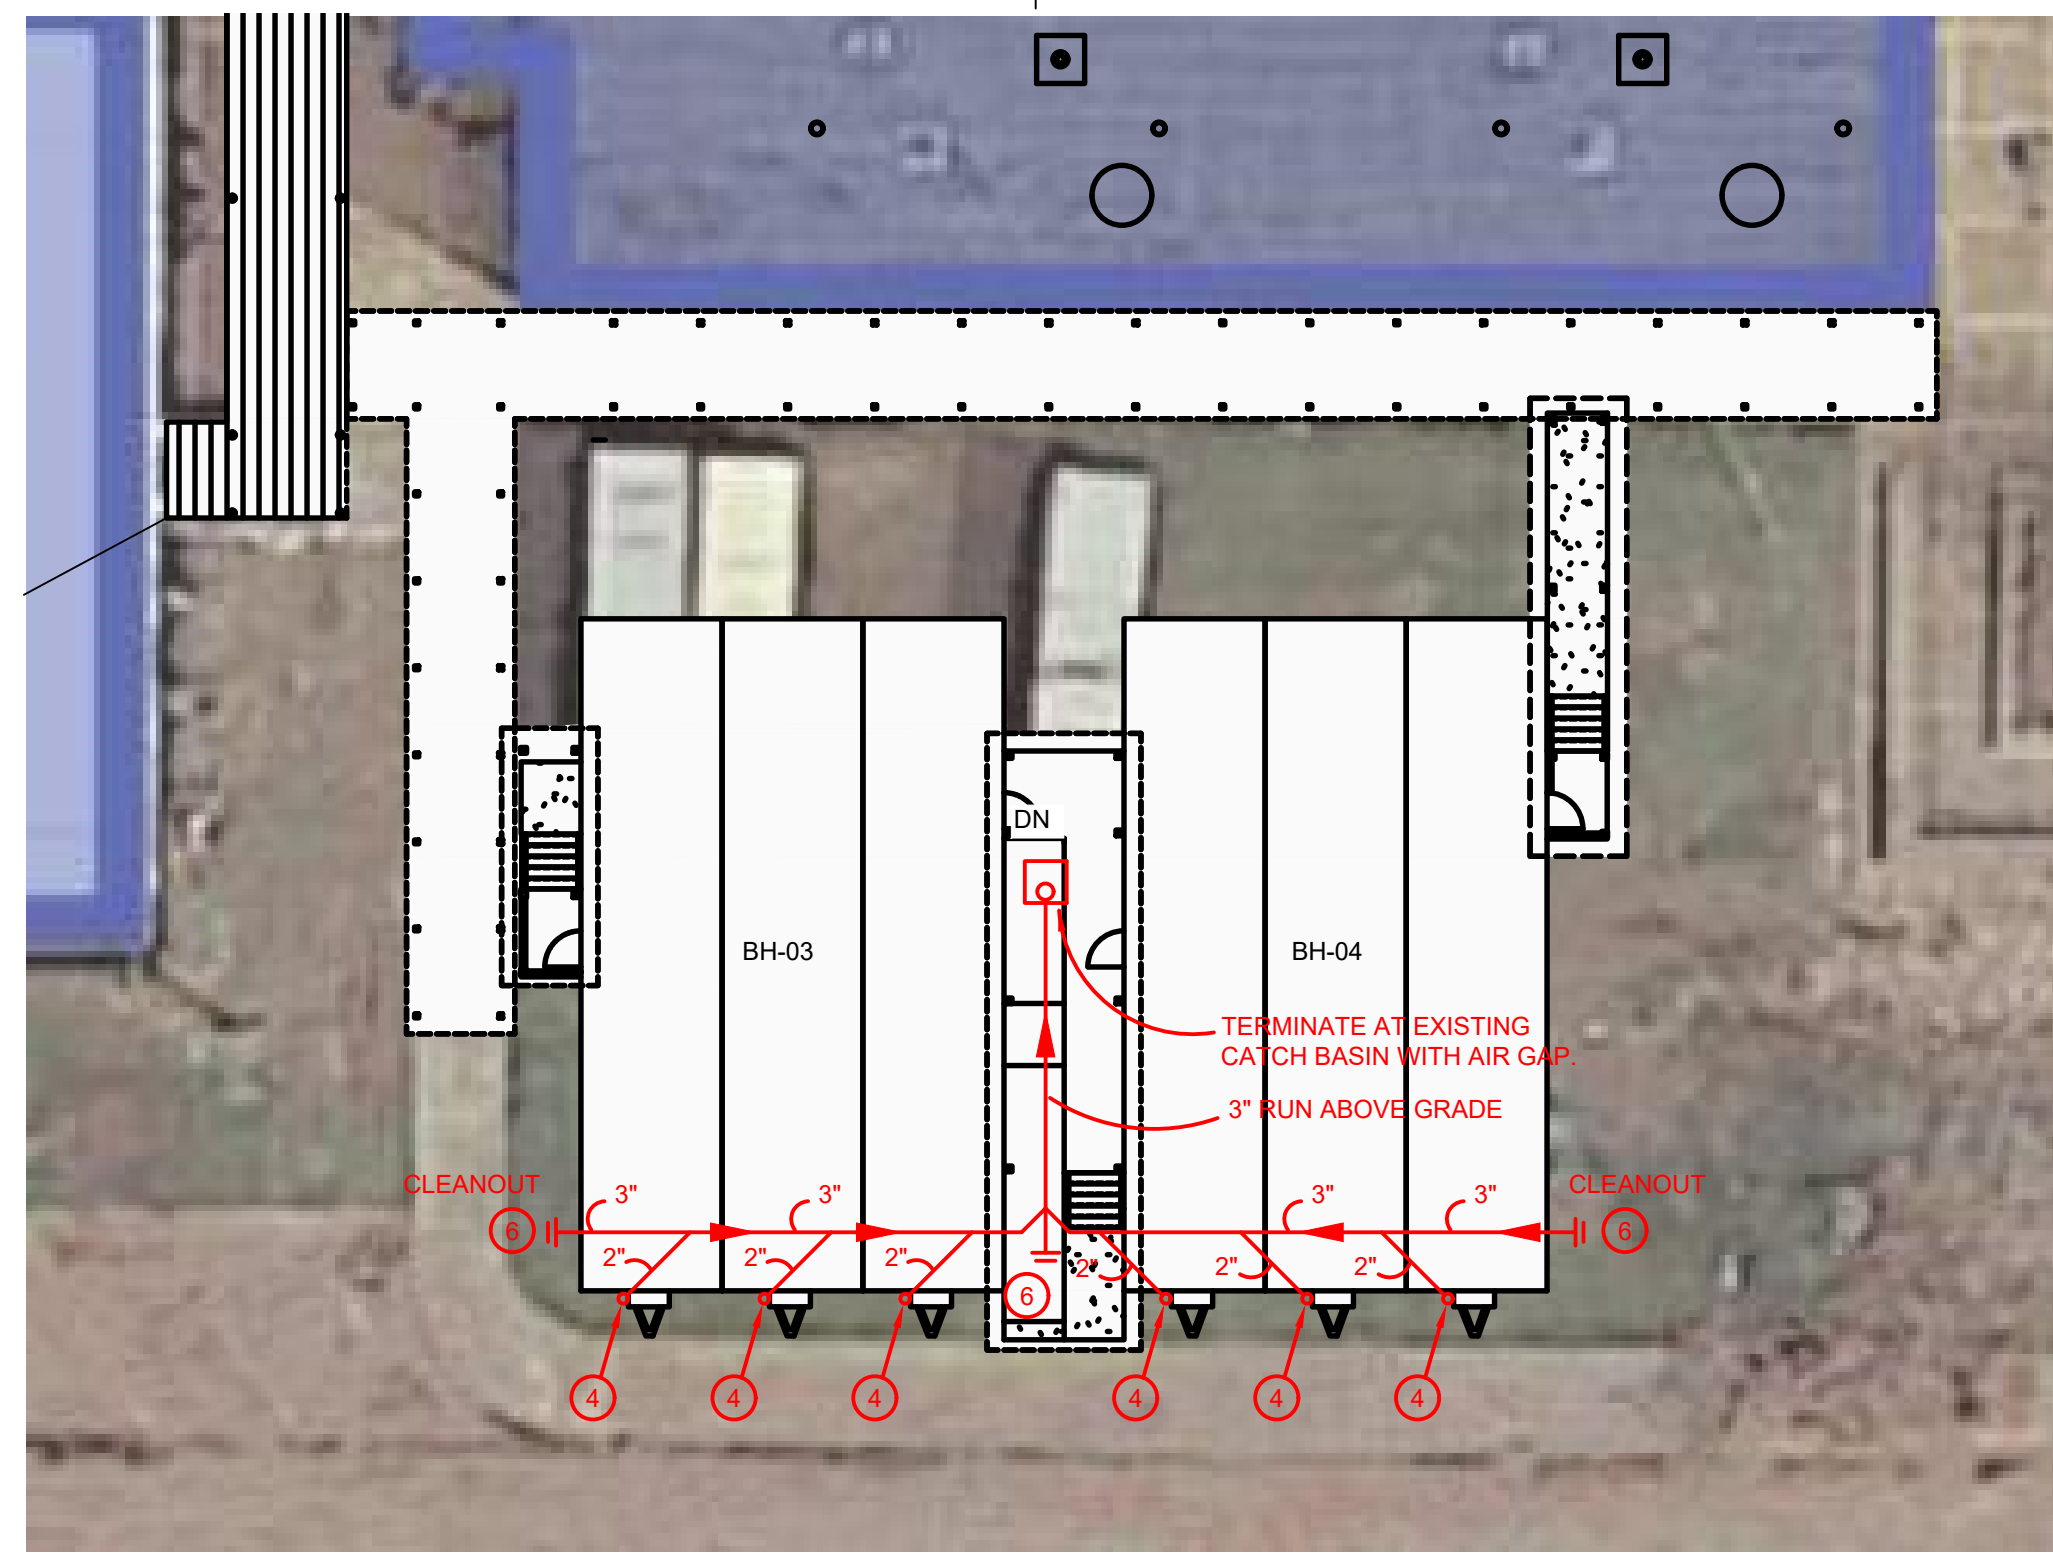 DN
BH-03
BH-04
TERMINATE AT EXISTING
CATCH BASIN WITH AIR GAP.
3" RUN ABOVE GRADE
CLEANOUT
3"
3"
3"
3"
CLEANOUT
6
6
2"
2"
2"
2"
2"
2"
6
4
4
4
4
4
4